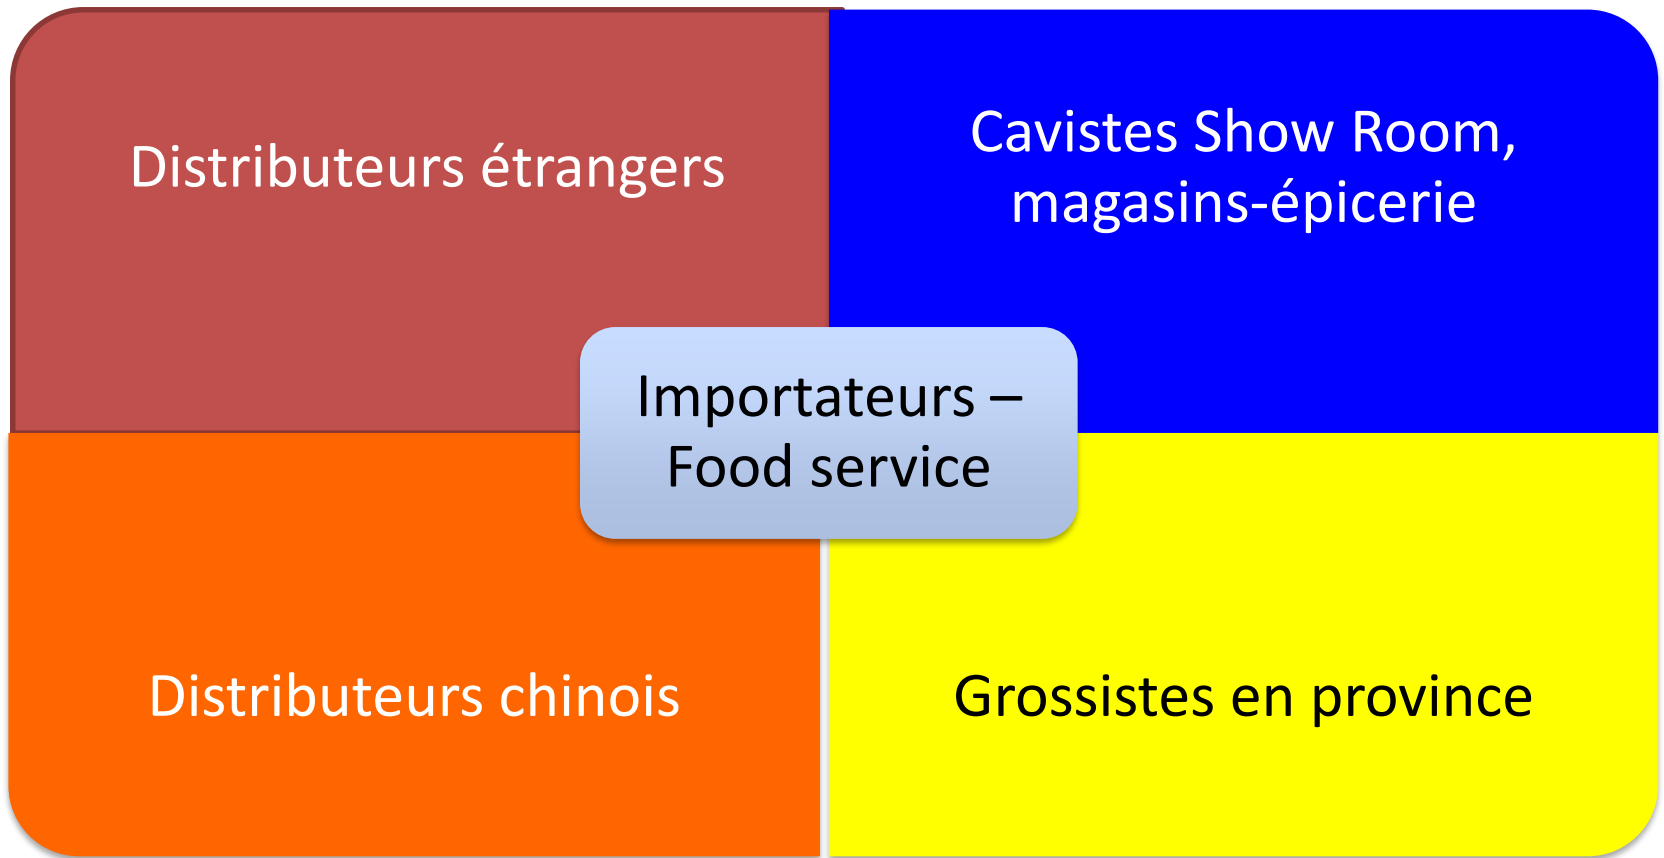 Distributeurs étrangers
Cavistes Show Room,
magasins-épicerie
Importateurs –
Food service
Distributeurs chinois
Grossistes en province